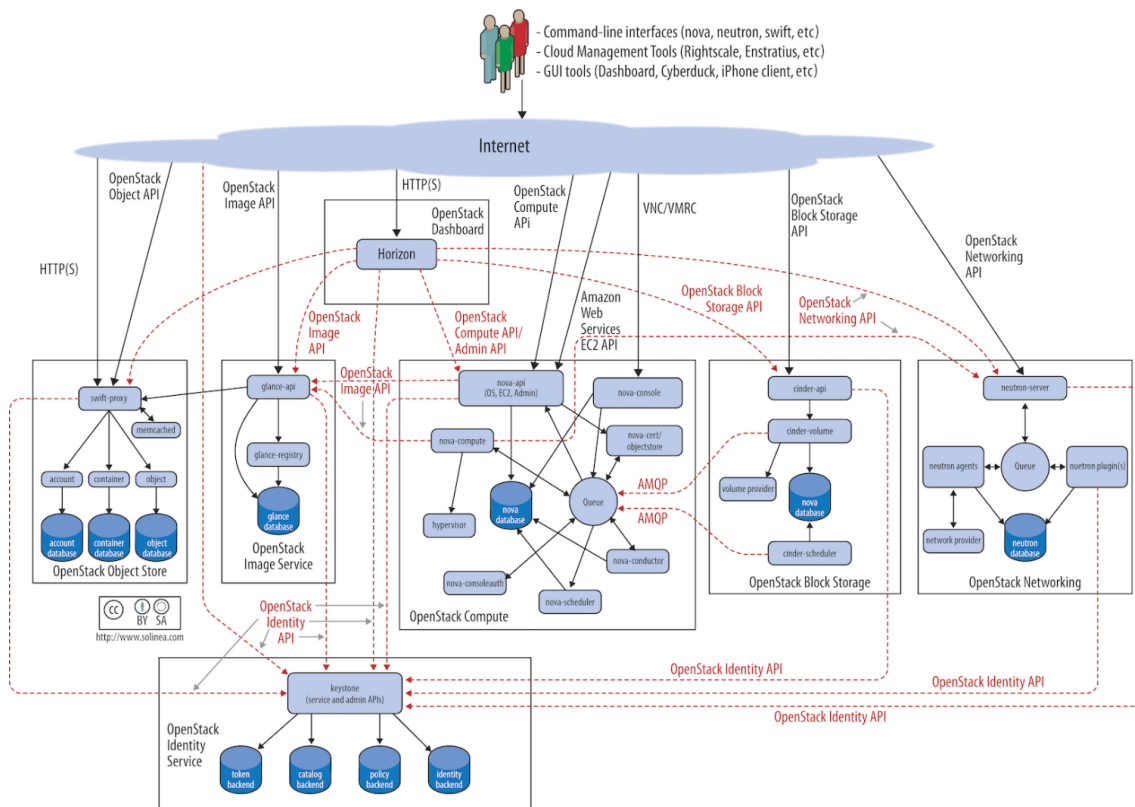 - Command-line interfaces (nova, neutron, swift, etc)
- Cloud Management Tools (Rightscale, Enstratius, etc)
- GUI tools (Dashboard, Cyberduck, iPhone client, etc)
Internet
OpenStack
Object API
OpenStack
Image API
HTTP(S)
OpenStack
Compute
APi
VNC/VMRC
OpenStack
Block Storage
API
OpenStack
Networking
API
HTTP(S)
OpenStack
Dashboard
Horizon
OpenStack
Image
API
OpenStack
Compute API/
Admin API
Amazon
Web
Services
EC2 API
OpenStack Block
Storage API
OpenStack
Networking API
OpenStack
Image API
swift-proxy
memcached
account
container
object
account
database
container
database
object
database
OpenStack Object Store
glance-api
glance-registry
glance
database
OpenStack
Image Service
nova-api
(OS, EC2, Admin)
nova-console
nova-compute
nova-cert/
objectstore
Queue
nova
database
hypervisor
nova-conductor
nova-consoleauth
nova-scheduler
OpenStack Compute
AMQP
AMQP
cinder-api
cinder-volume
volume provider
nova
database
cinder-scheduler
OpenStack Block Storage
neutron-server
neutron agents
Queue
nuetron plugin(s)
network provider
neutron
database
OpenStack Networking
CC
BY SA
http://www.solinea.com
OpenStack
Identity
API
OpenStack Identity API
OpenStack Identity API
OpenStack Identity API
keystone
(service and admin APIs)
OpenStack
Identity
Service
token
backend
catalog
backend
policy
backend
identity
backend